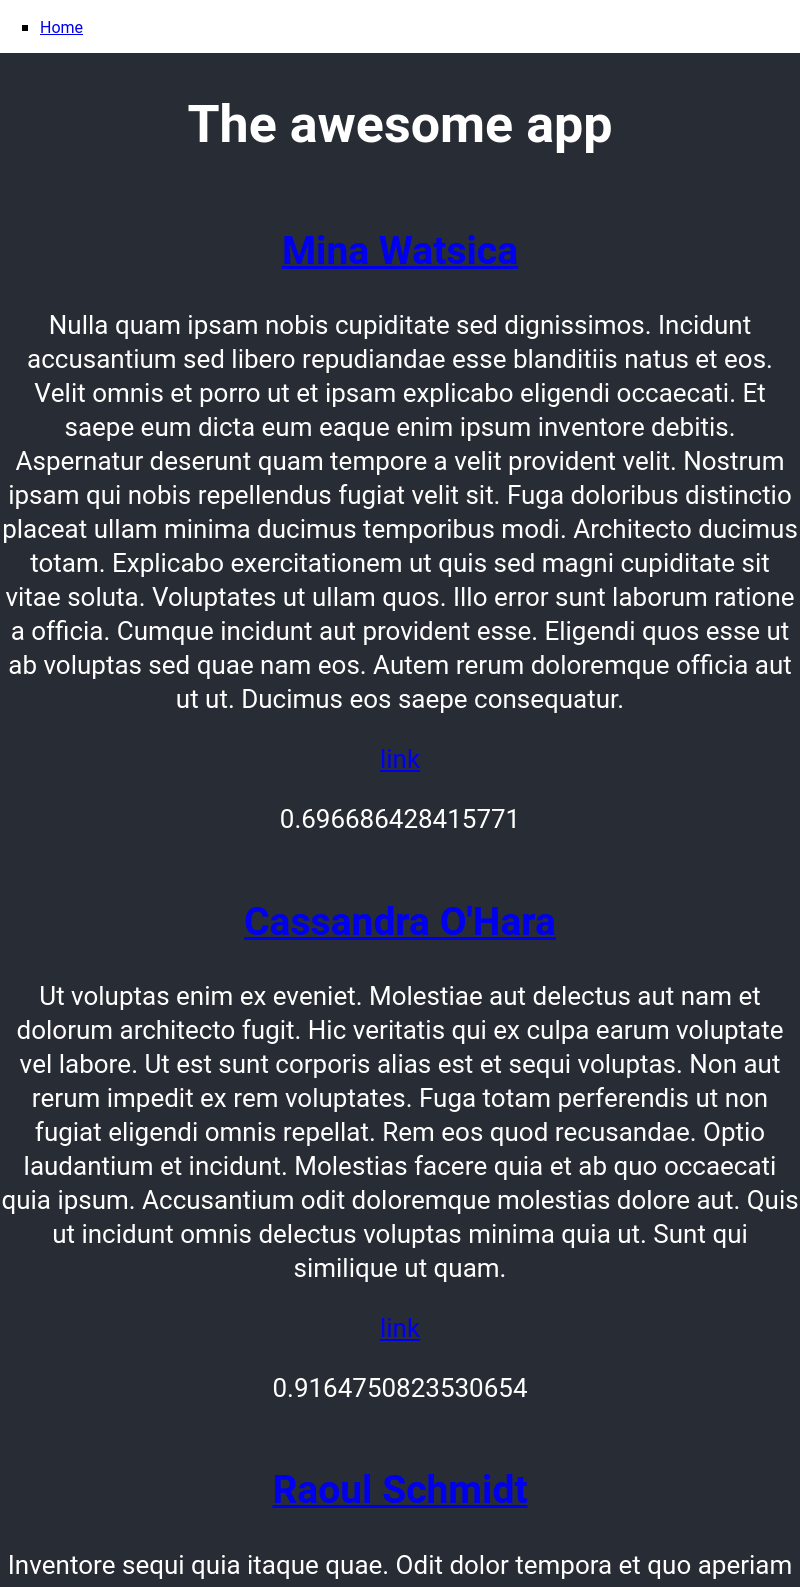 Home
The awesome app
Mina Watsica
Nulla quam ipsam nobis cupiditate sed dignissimos. Incidunt
accusantium sed libero repudiandae esse blanditiis natus et eos.
Velit omnis et porro ut et ipsam explicabo eligendi occaecati. Et
saepe eum dicta eum eaque enim ipsum inventore debitis.
Aspernatur deserunt quam tempore a velit provident velit. Nostrum
ipsam qui nobis repellendus fugiat velit sit. Fuga doloribus distinctio
placeat ullam minima ducimus temporibus modi. Architecto ducimus
totam. Explicabo exercitationem ut quis sed magni cupiditate sit
vitae soluta. Voluptates ut ullam quos. Illo error sunt laborum ratione
a officia. Cumque incidunt aut provident esse. Eligendi quos esse ut
ab voluptas sed quae nam eos. Autem rerum doloremque officia aut
ut ut. Ducimus eos saepe consequatur.
link
0.696686428415771
Cassandra O'Hara
Ut voluptas enim ex eveniet. Molestiae aut delectus aut nam et
dolorum architecto fugit. Hic veritatis qui ex culpa earum voluptate
vel labore. Ut est sunt corporis alias est et sequi voluptas. Non aut
rerum impedit ex rem voluptates. Fuga totam perferendis ut non
fugiat eligendi omnis repellat. Rem eos quod recusandae. Optio
laudantium et incidunt. Molestias facere quia et ab quo occaecati
quia ipsum. Accusantium odit doloremque molestias dolore aut. Quis
ut incidunt omnis delectus voluptas minima quia ut. Sunt qui
similique ut quam.
link
0.9164750823530654
Raoul Schmidt
Inventore sequi quia itaque quae. Odit dolor tempora et quo aperiam